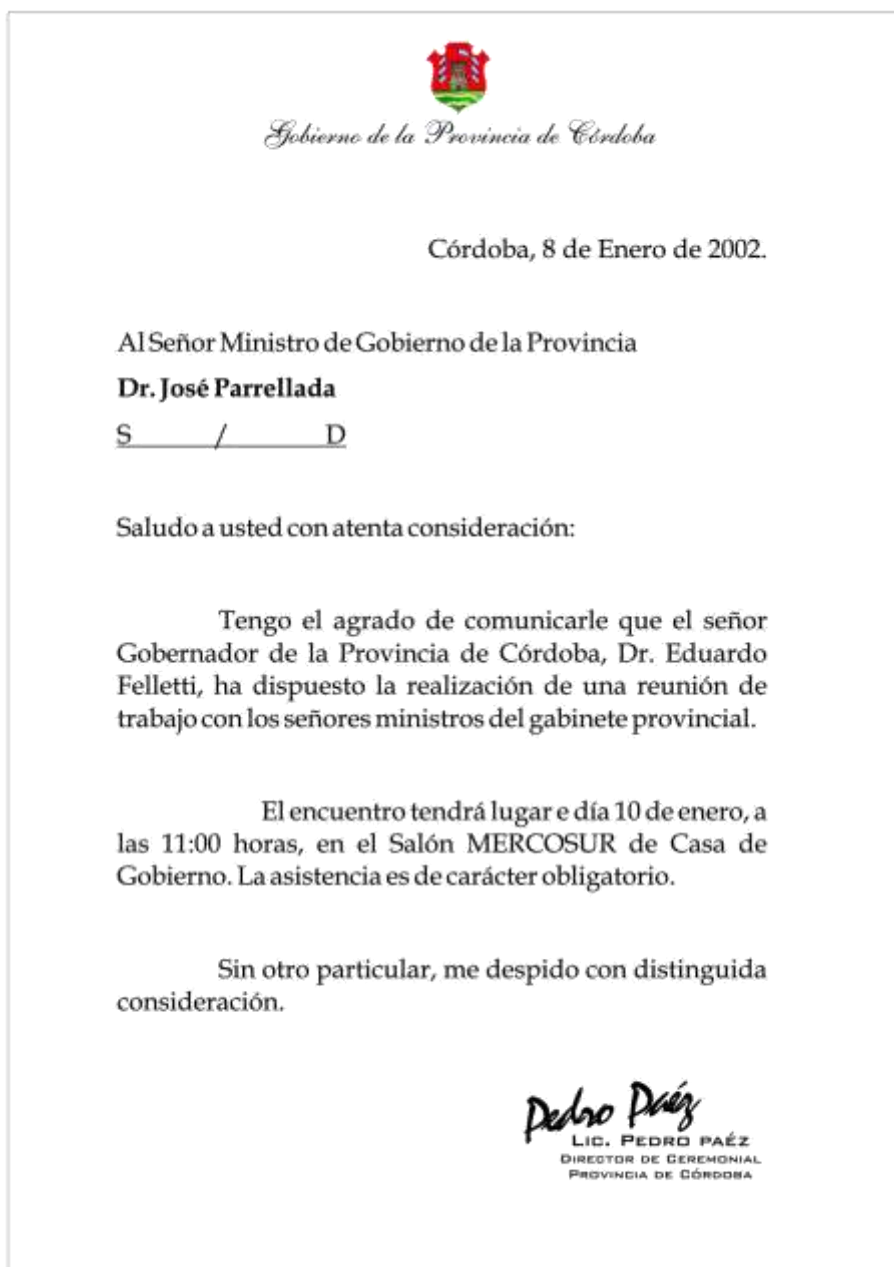 Gobierno de la Provincia de Córdoba
Córdoba, 8 de Enero de 2002.
Al Señor Ministro de Gobierno de la Provincia
Dr. José Parrellada
S / D
Saludo a usted con atenta consideración:
Tengo el agrado de comunicarle que el señor
Gobernador de la Provincia de Córdoba, Dr. Eduardo
Felletti, ha dispuesto la realización de una reunión de
trabajo con los señores ministros del gabinete provincial.
El encuentro tendrá lugar e día 10 de enero, a
las 11:00 horas, en el Salón MERCOSUR de Casa de
Gobierno. La asistencia es de carácter obligatorio.
Sin otro particular, me despido con distinguida
consideración.
Pedro Paéz
LIC. PEDRO PAÉZ
DIRECTOR DE CEREMONIAL
PROVINCIA DE CÓRDOBA